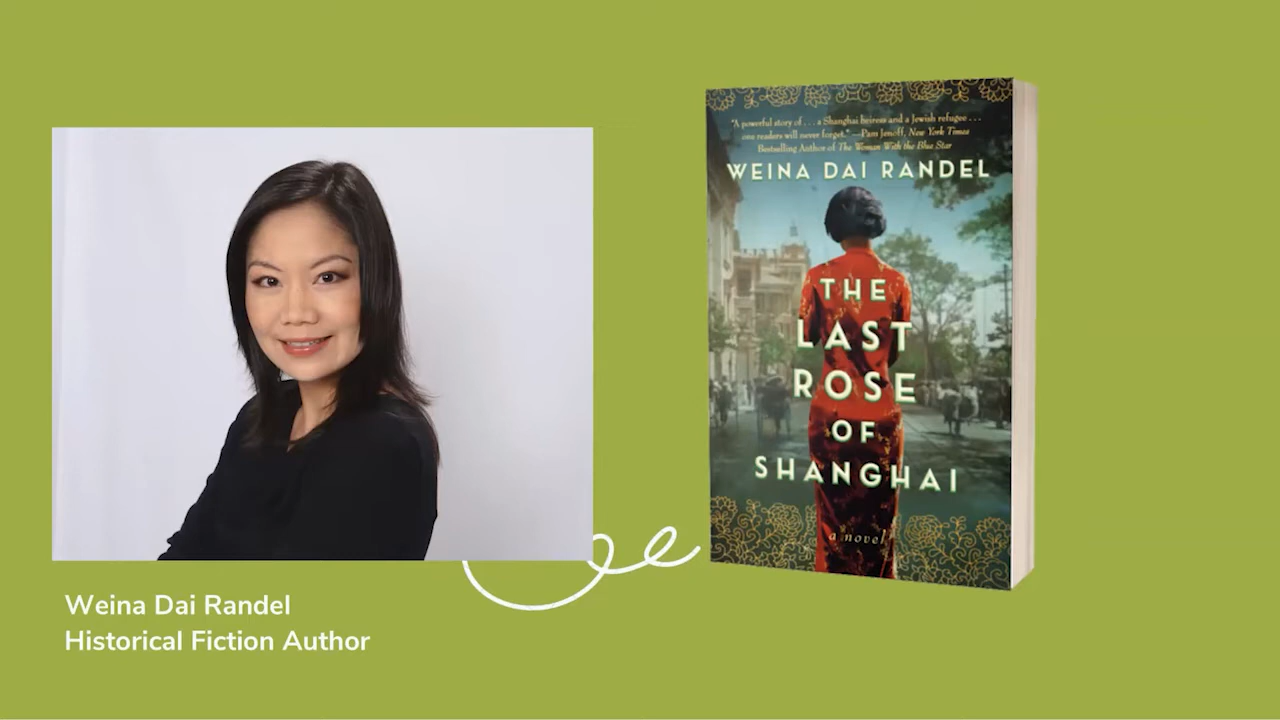 Weina Dai Randel
Historical Fiction Author
"A powerful story of . . . a Shanghai heiress and a Jewish refugee . . .
one readers will never forget." —Pam Jenoff, New York Times
Bestselling Author of The Woman With the Blue Star
WEINA DAI RANDEL
THE
LAST
ROSE
OF
SHANGHAI
a novel